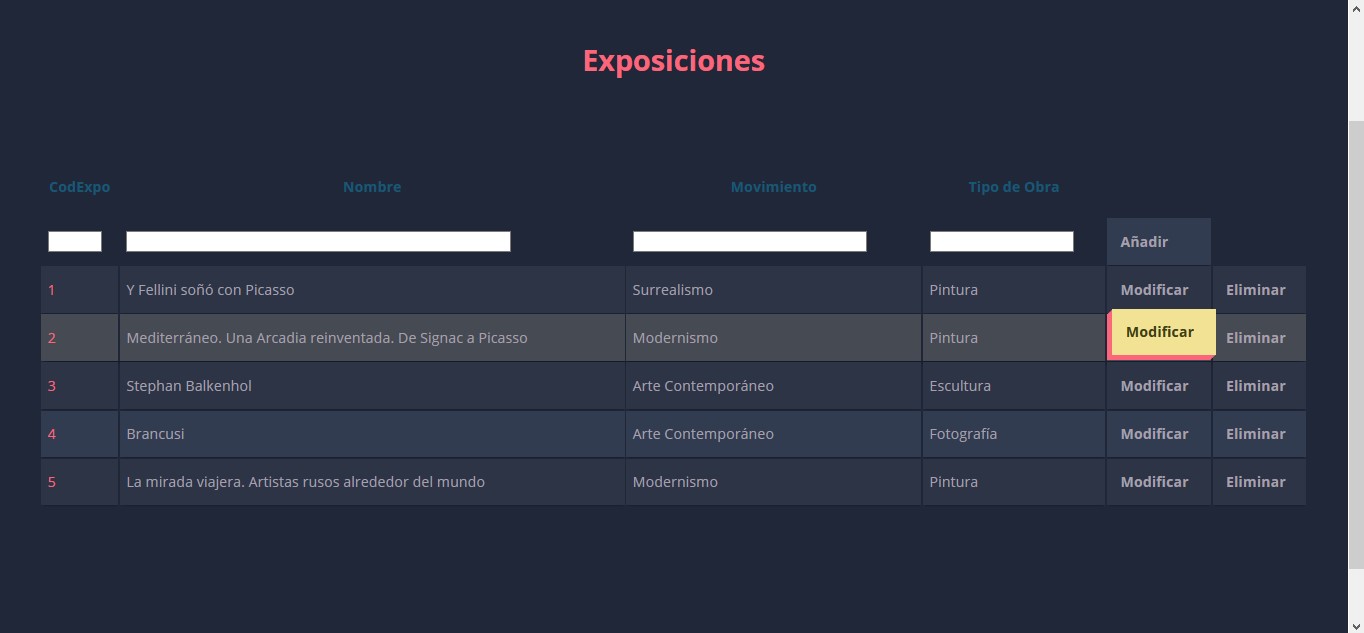 Exposiciones
CodExpo Nombre Movimiento Tipo de Obra
Añadir
1 Y Fellini soñó con Picasso Surrealismo Pintura Modificar Eliminar
2 Mediterráneo. Una Arcadia reinventada. De Signac a Picasso Modernismo Pintura Modificar Eliminar
3 Stephan Balkenhol Arte Contemporáneo Escultura Modificar Eliminar
4 Brancusi Arte Contemporáneo Fotografía Modificar Eliminar
5 La mirada viajera. Artistas rusos alrededor del mundo Modernismo Pintura Modificar Eliminar